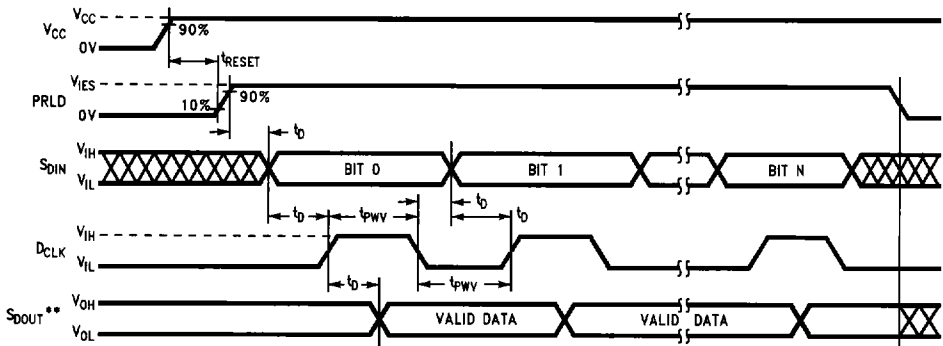 VCC
VCC
90%
0V
tRESET
VIES
PRLD
10%
90%
0V
tD
VIH
SDIN
BIT 0
BIT 1
BIT N
VIL
tD
tPWV
tD
tD
VIH
DCLK
VIL
tD
tPWV
VOH
SDOUT**
VALID DATA
VALID DATA
VOL